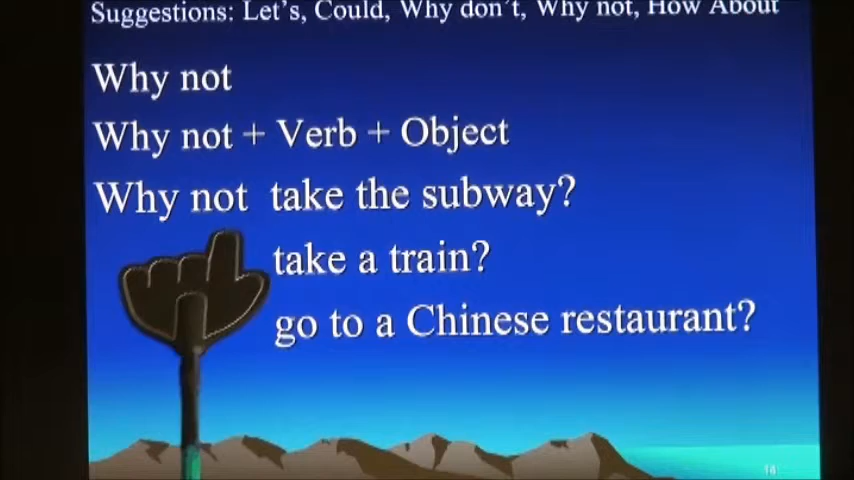 Suggestions: Let's, Could, Why don't, Why not, How About
Why not
Why not + Verb + Object
Why not take the subway?
take a train?
go to a Chinese restaurant?
14